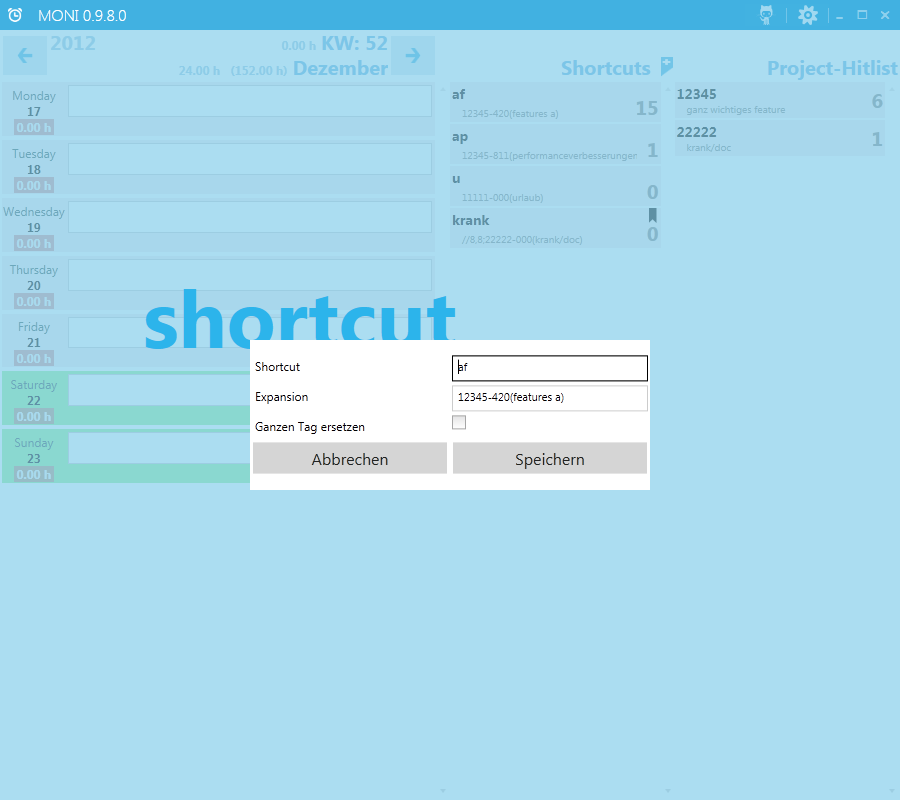 MONI 0.9.8.0
2012
0.00 h KW: 52
24.00 h (152.00 h) Dezember
Monday
17
0.00 h
Tuesday
18
0.00 h
Wednesday
19
0.00 h
Thursday
20
0.00 h
Friday
21
0.00 h
Saturday
22
0.00 h
Sunday
23
0.00 h
Shortcuts
af
12345-420(features a)
15
ap
12345-811(performanceverbesserungen
1
u
11111-000(urlaub)
0
krank
//8,8;22222-000(krank/doc)
0
Project-Hitlist
12345
ganz wichtiges feature
6
22222
krank/doc
1
shortcut
Shortcut
af
Expansion
12345-420(features a)
Ganzen Tag ersetzen
Abbrechen
Speichern